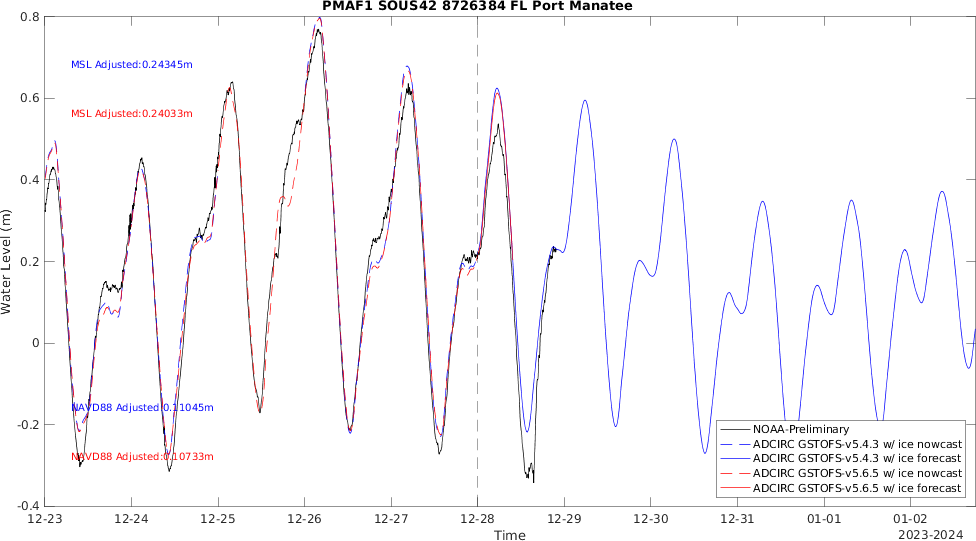 PMAF1 SOUS42 8726384 FL Port Manatee
0.8
0.6
0.4
0.2
0
-0.2
-0.4
Water Level (m)
MSL Adjusted:0.24345m
MSL Adjusted:0.24033m
NAVD88 Adjusted:0.11045m
NAVD88 Adjusted:0.10733m
NOAA-Preliminary
ADCIRC GSTOFS-v5.4.3 w/ ice nowcast
ADCIRC GSTOFS-v5.4.3 w/ ice forecast
ADCIRC GSTOFS-v5.6.5 w/ ice nowcast
ADCIRC GSTOFS-v5.6.5 w/ ice forecast
12-23 12-24 12-25 12-26 12-27 12-28 12-29 12-30 12-31 01-01 01-02
Time
2023-2024